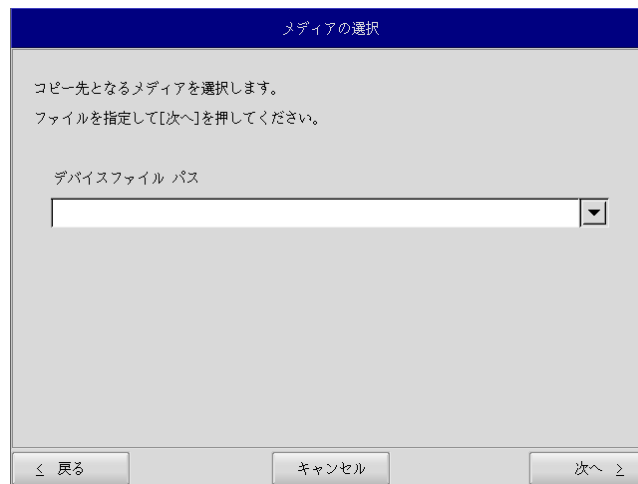 メディアの選択
コピー先となるメディアを選択します。
ファイルを指定して[次へ]を押してください。
デバイスファイル パス
< 戻る
キャンセル
次へ >